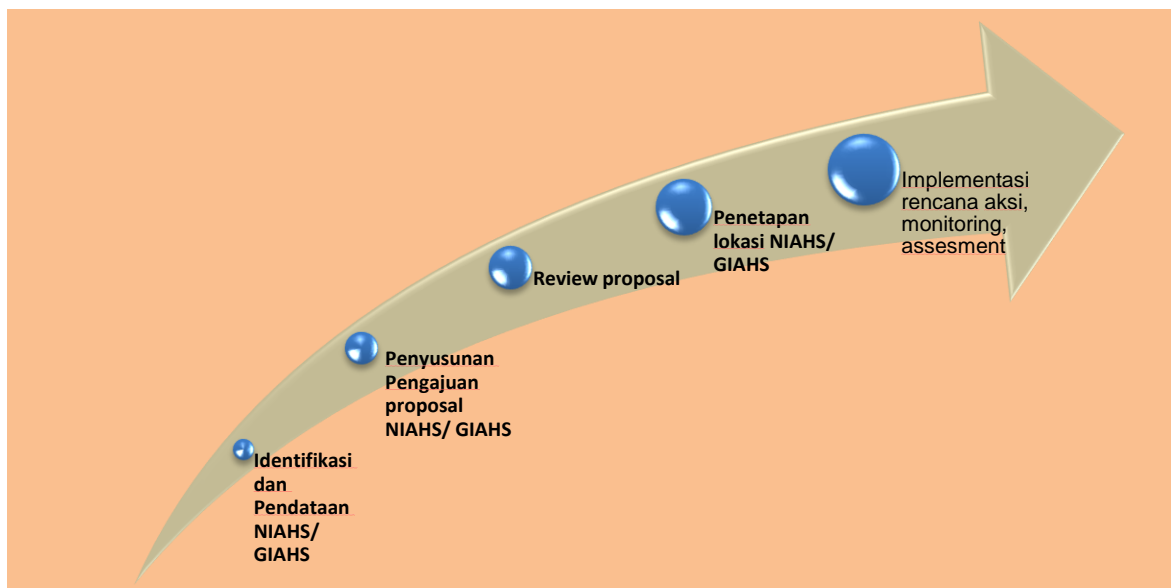 Identifikasi
dan
Pendataan
NIAHS/
GIAHS
Penyusunan
Pengajuan
proposal
NIAHS/ GIAHS
Review proposal
Penetapan
lokasi NIAHS/
GIAHS
Implementasi
rencana aksi,
monitoring,
assesment